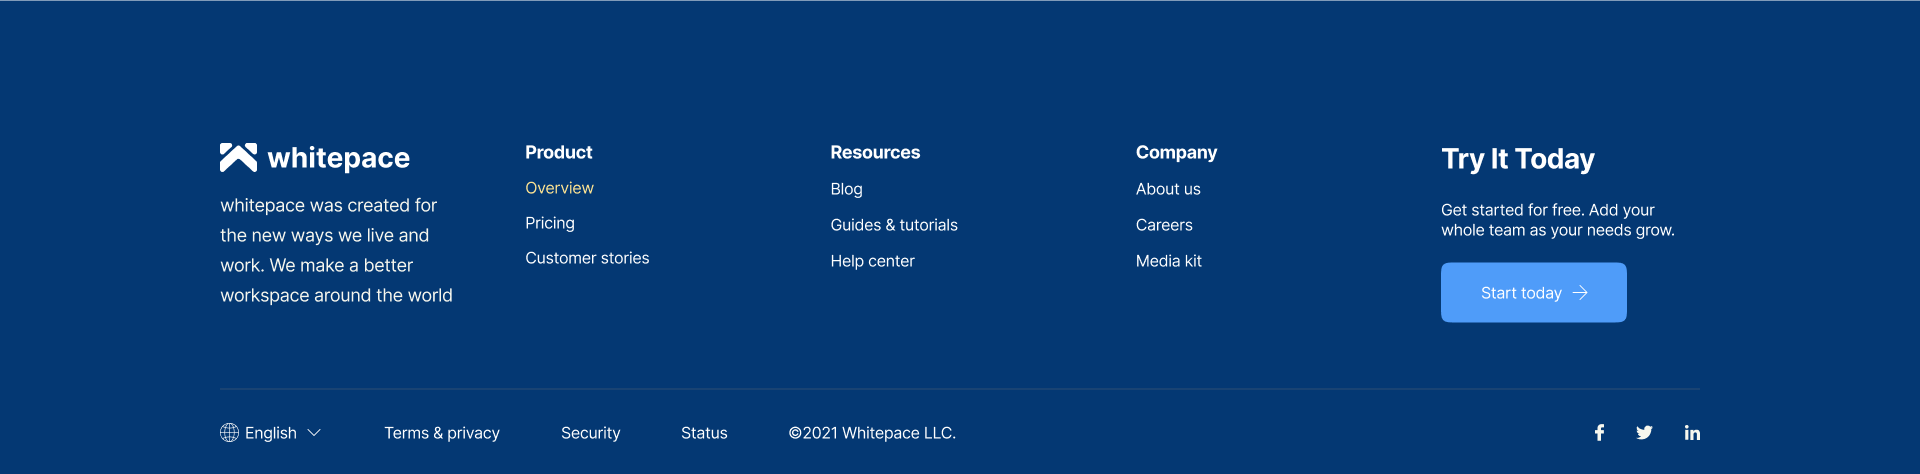 whitepace
whitepace was created for
the new ways we live and
work. We make a better
workspace around the world
Product
Overview
Pricing
Customer stories
Resources
Blog
Guides & tutorials
Help center
Company
About us
Careers
Media kit
Try It Today
Get started for free. Add your
whole team as your needs grow.
Start today
English
Terms & privacy
Security
Status
©2021 Whitepace LLC.